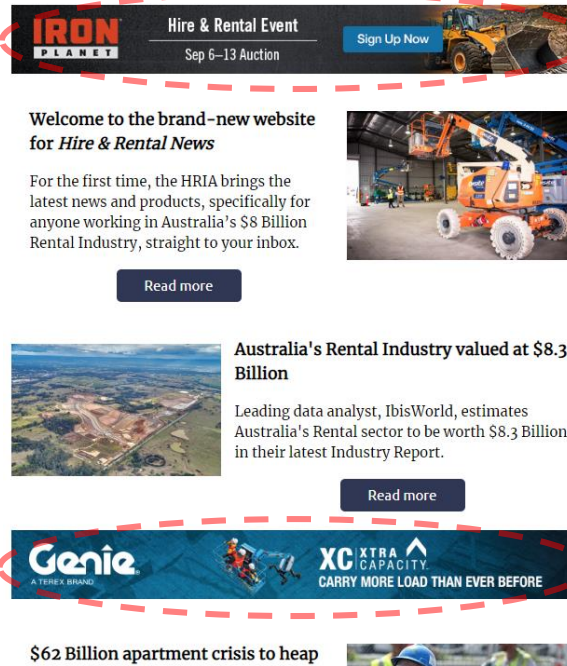 IRON
PLANET
Hire & Rental Event
Sep 6–13 Auction
Sign Up Now
Welcome to the brand-new website
for Hire & Rental News
For the first time, the HRIA brings the
latest news and products, specifically for
anyone working in Australia’s $8 Billion
Rental Industry, straight to your inbox.
Read more
Australia's Rental Industry valued at $8.3
Billion
Leading data analyst, IbisWorld, estimates
Australia's Rental sector to be worth $8.3 Billion
in their latest Industry Report.
Read more
Genie
A TEREX BRAND
XC XTRA
CAPACITY
CARRY MORE LOAD THAN EVER BEFORE
$62 Billion apartment crisis to heap